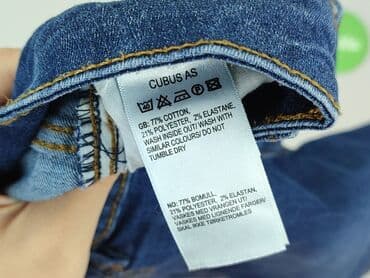 CUBUS AS
GB: 77% COTTON,
21% POLYESTER, 2% ELASTANE.
WASH INSIDE OUT/ WASH WITH
SIMILAR COLOURS/ DO NOT
TUMBLE DRY
NO: 77% BOMULL,
21% POLYESTER, 2% ELASTAN.
VASKES MED VRANGEN UT/
VASKES MED LIGNENDE FARGER/
SKAL IKKE TØRKETROMLES